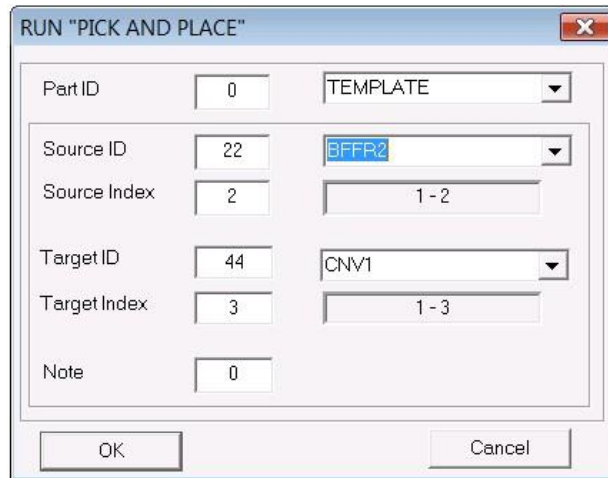 RUN "PICK AND PLACE"
Part ID 0 TEMPLATE
Source ID 22 BFFR2
Source Index 2 1 - 2
Target ID 44 CNV1
Target Index 3 1 - 3
Note 0
OK Cancel